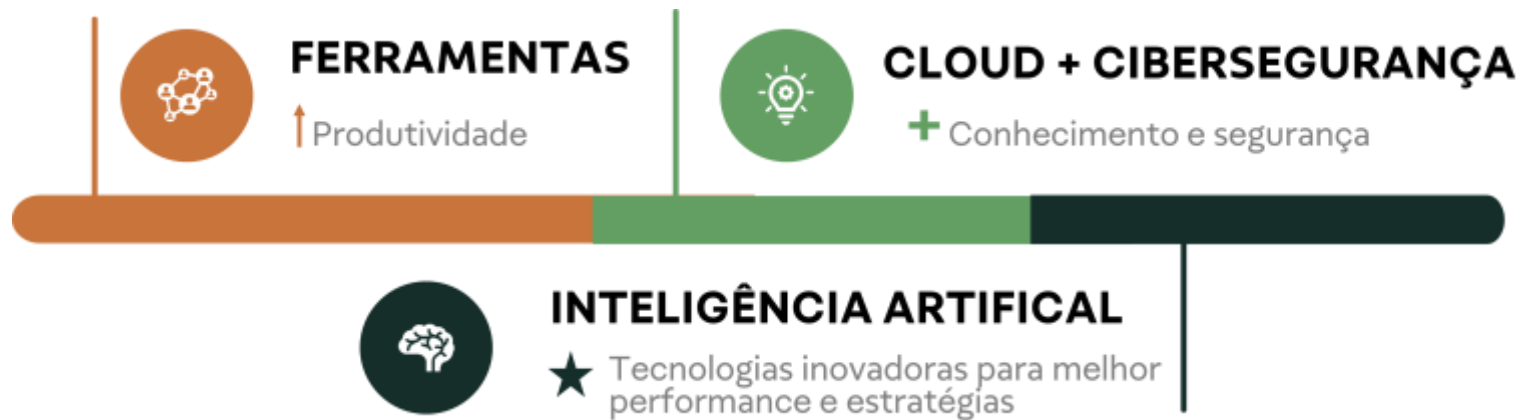 FERRAMENTAS
Produtividade
CLOUD + CIBERSEGURANÇA
Conhecimento e segurança
INTELIGÊNCIA ARTIFICAL
Tecnologias inovadoras para melhor
performance e estratégias